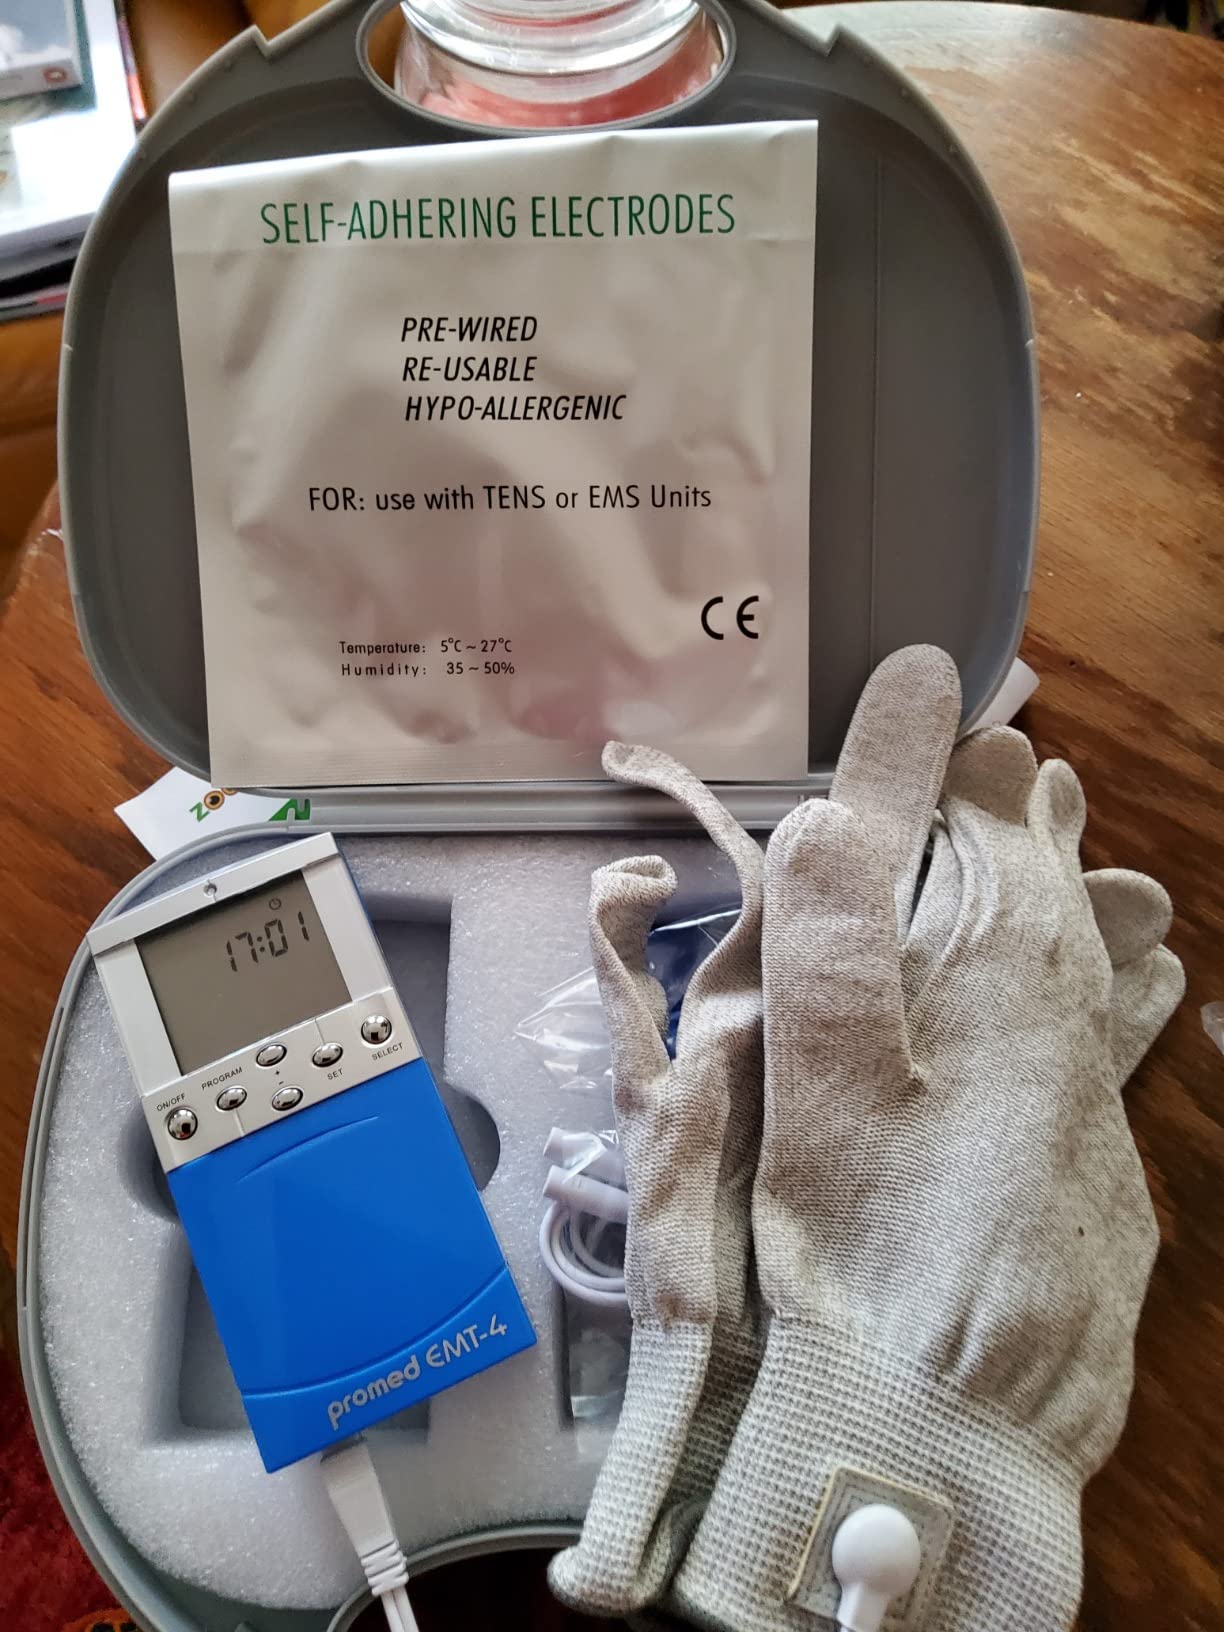 SELF-ADHERING ELECTRODES
PRE-WIRED
RE-USABLE
HYPO-ALLERGENIC
FOR: use with TENS or EMS Units
CE
Temperature: 5°C ~ 27°C
Humidity: 35 ~ 50%
17:01
ON/OFF
PROGRAM
+
-
SET
SELECT
promed EMT-4